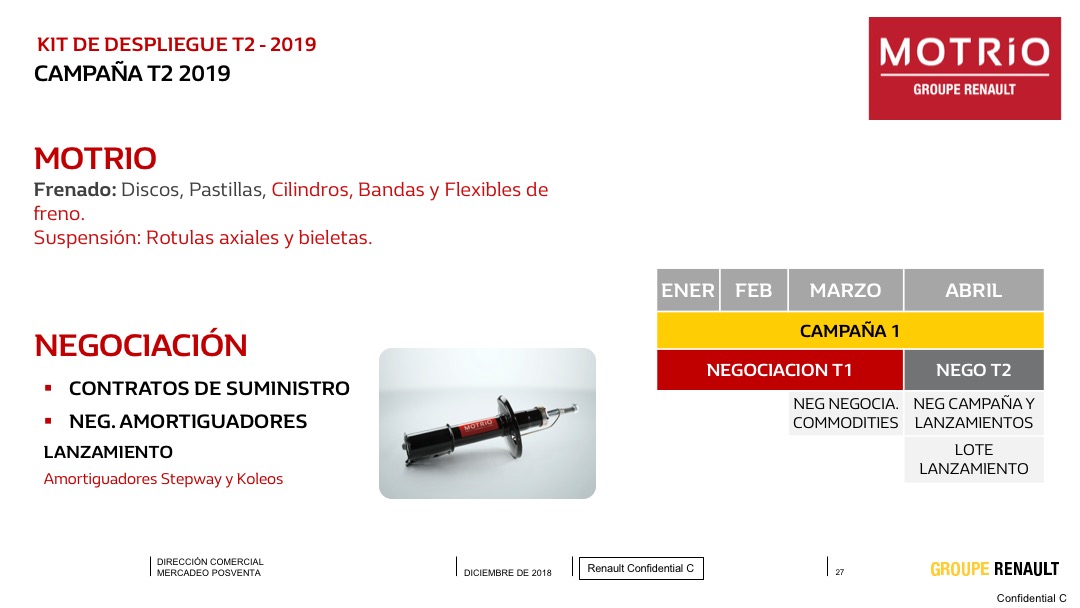 KIT DE DESPLIEGUE T2 - 2019
CAMPAÑA T2 2019
MOTRiO
GROUPE RENAULT
MOTRIO
Frenado: Discos, Pastillas, Cilindros, Bandas y Flexibles de
freno.
Suspensión: Rotulas axiales y bieletas.
ENER FEB MARZO ABRIL
CAMPAÑA 1
NEGOCIACION T1 NEGO T2
NEG NEGOCIA. COMMODITIES
NEG CAMPAÑA Y LANZAMIENTOS
LOTE
LANZAMIENTO
NEGOCIACIÓN
▪ CONTRATOS DE SUMINISTRO
▪ NEG. AMORTIGUADORES
LANZAMIENTO
Amortiguadores Stepway y Koleos
MOTRiO
DIRECCIÓN COMERCIAL
MERCADEO POSVENTA
DICIEMBRE DE 2018
Renault Confidential C
27
GROUPE RENAULT
Confidential C